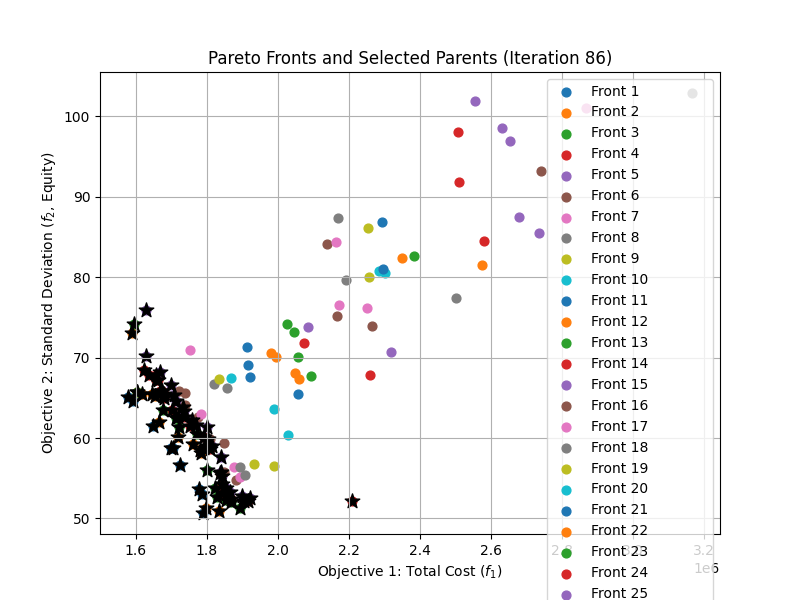 Pareto Fronts and Selected Parents (Iteration 86)
Objective 2: Standard Deviation (f₂, Equity)
100
90
80
70
60
50
1.6
1.8
2.0
2.2
2.4
2.6
2.8
3.0
3.2
1e6
Objective 1: Total Cost (f₁)
Front 1
Front 2
Front 3
Front 4
Front 5
Front 6
Front 7
Front 8
Front 9
Front 10
Front 11
Front 12
Front 13
Front 14
Front 15
Front 16
Front 17
Front 18
Front 19
Front 20
Front 21
Front 22
Front 23
Front 24
Front 25